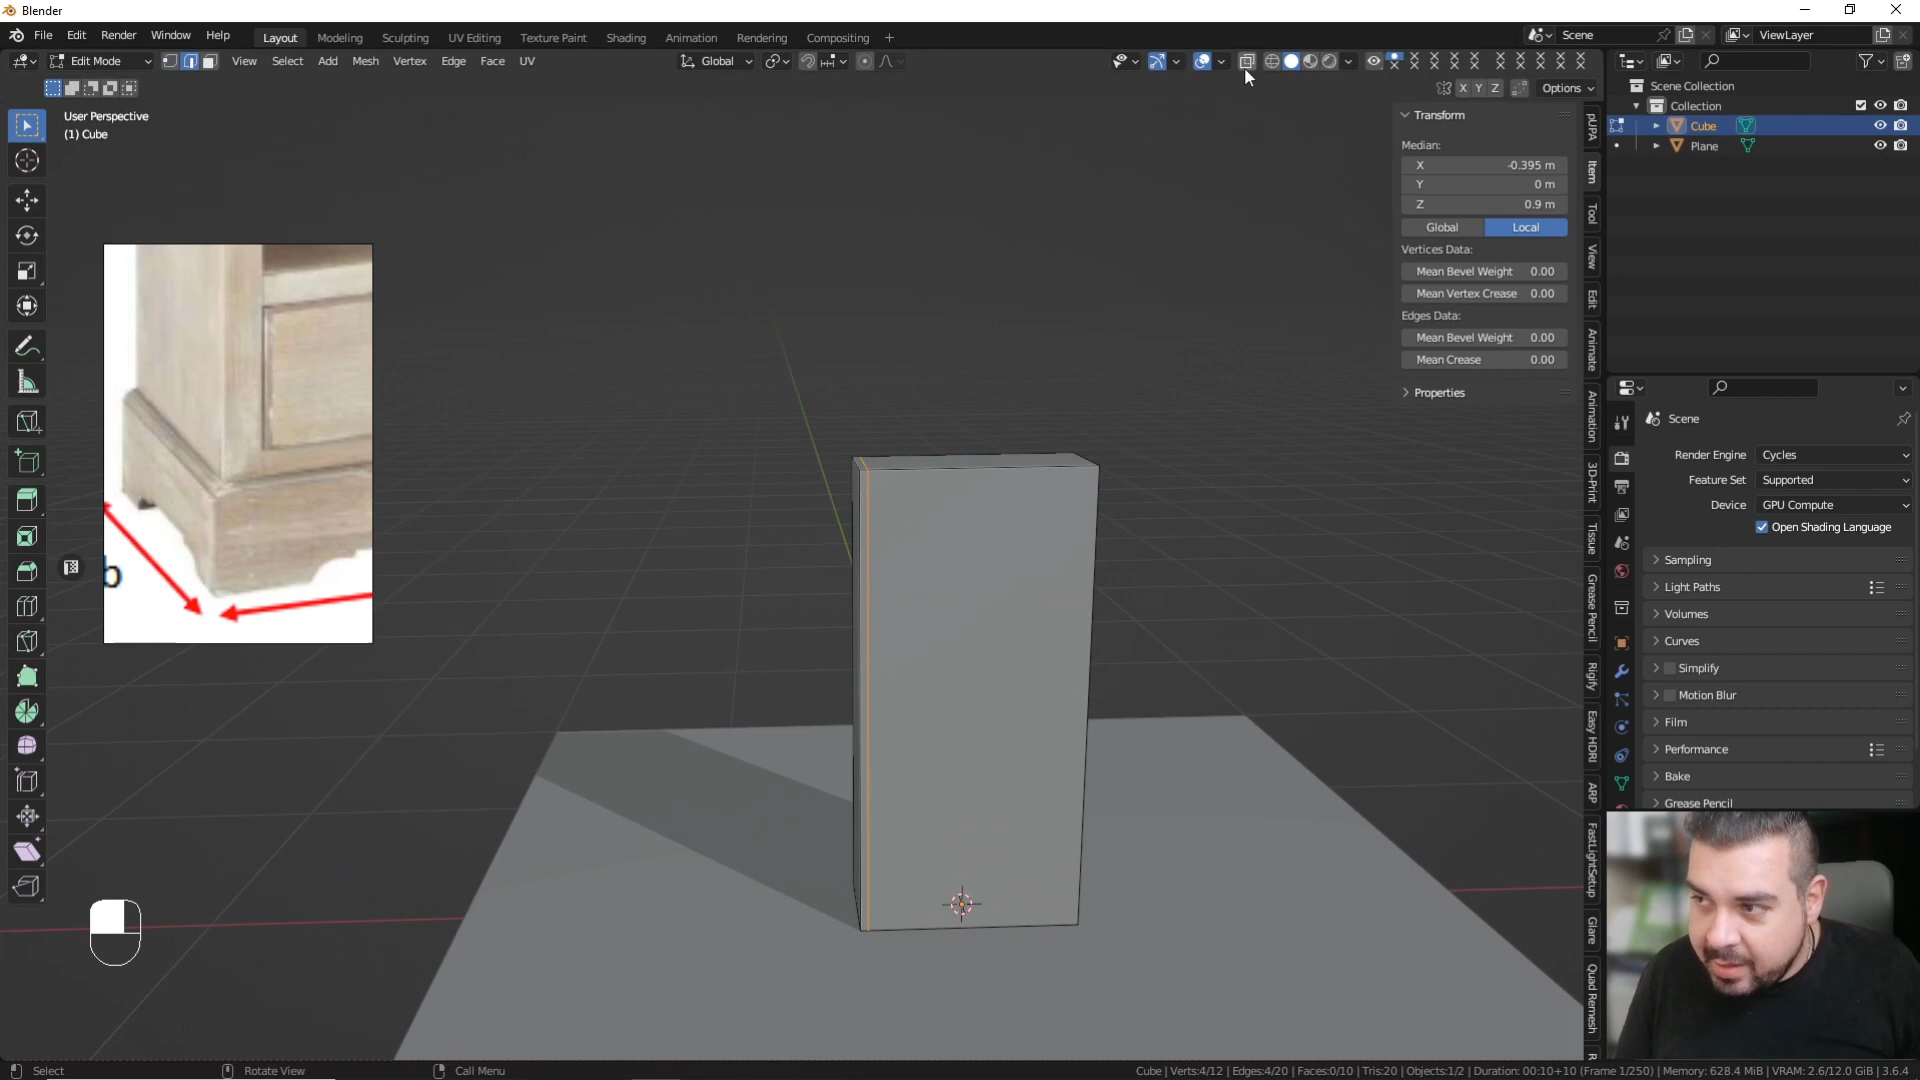 Blender
File Edit Render Window Help Layout Modeling Sculpting UV Editing Texture Paint Shading Animation Rendering Compositing + Scene ViewLayer
Edit Mode View Select Add Mesh Vertex Edge Face UV Global
X Y Z Options
User Perspective
(1) Cube
Transform
Median:
X -0.395 m
Y 0 m
Z 0.9 m
Global Local
Vertices Data:
Mean Bevel Weight 0.00
Mean Vertex Crease 0.00
Edges Data:
Mean Bevel Weight 0.00
Mean Crease 0.00
Properties
pUPA
Item
Tool
View
Edit
Animate
Animation
3D-Print
Tissue
Grease Pencil
Rigify
Easy HDRI
ARP
FastLightSetup
Glare
Quad Remesh
R
Scene Collection
Collection
Cube
Plane
Scene
Render Engine Cycles
Feature Set Supported
Device GPU Compute
Open Shading Language
Sampling
Light Paths
Volumes
Curves
Simplify
Motion Blur
Film
Performance
Bake
Grease Pencil
b
Select Rotate View Call Menu Cube | Verts:4/12 | Edges:4/20 | Faces:0/10 | Tris:20 | Objects:1/2 | Duration: 00:10+10 (Frame 1/250) | Memory: 628.4 MiB | VRAM: 2.6/12.0 GiB | 3.6.4